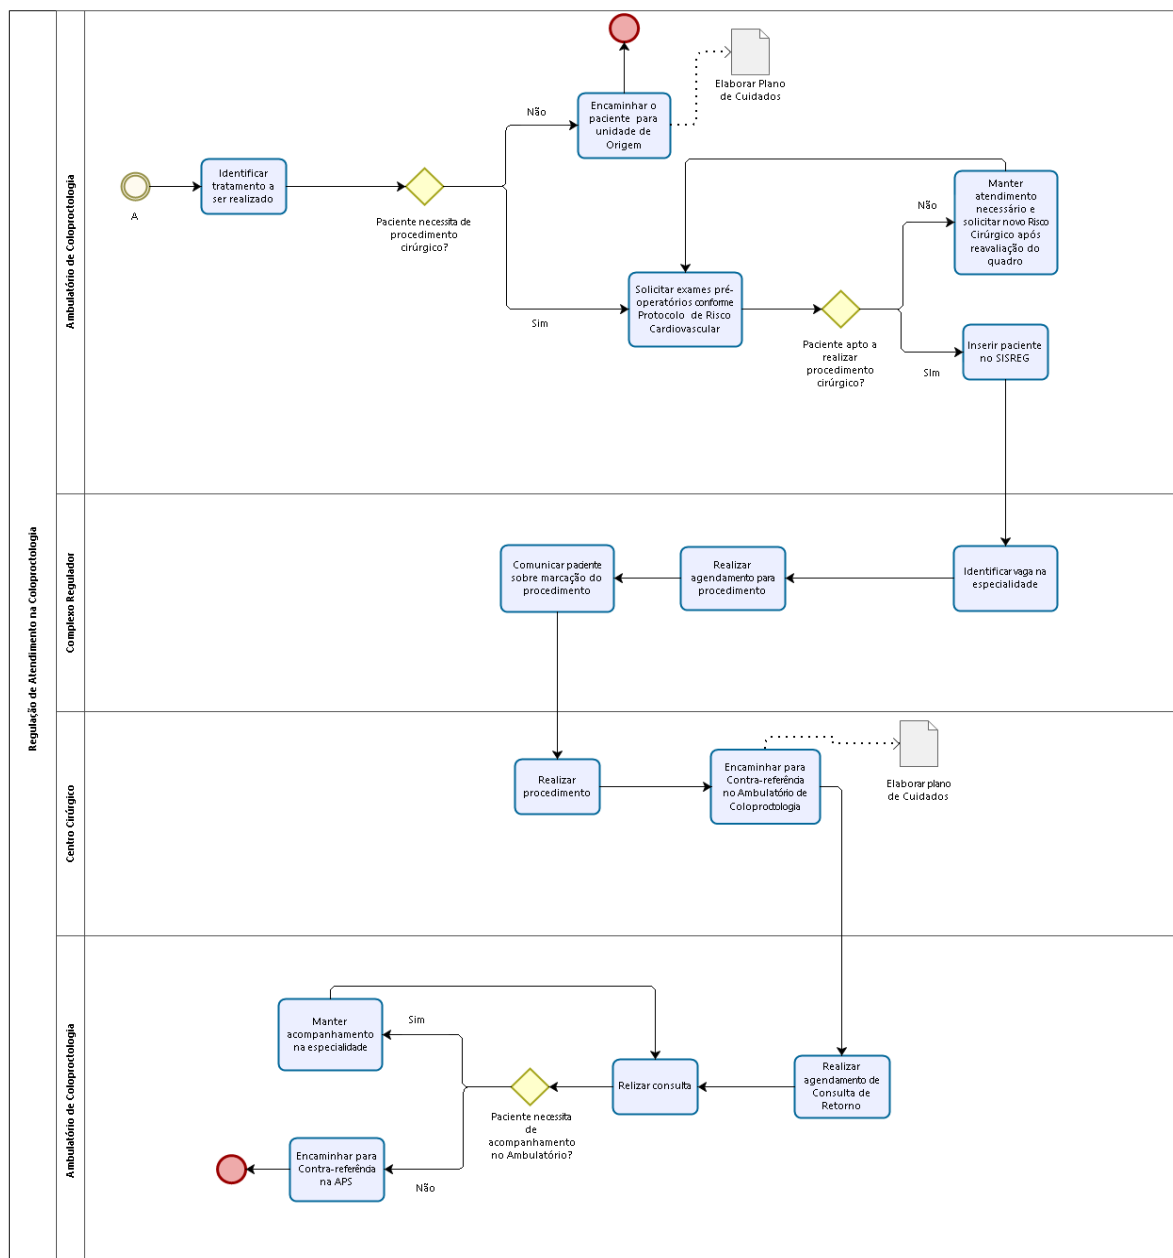 Regulação de Atendimento na Coloproctologia
Ambulatório de Coloproctologia
A
Identificar
tratamento a
ser realizado
Paciente necessita de
procedimento
cirúrgico?
Não
Encaminhar o
paciente para
unidade de
Origem
Elaborar Plano
de Cuidados
Sim
Solicitar exames pré-
operatórios conforme
Protocolo de Risco
Cardiovascular
Paciente apto a
realizar
procedimento
cirúrgico?
Não
Manter
atendimento
necessário e
solicitar novo Risco
Cirúrgico após
reavaliação do
quadro
SIm
Inserir paciente
no SISREG
Complexo Regulador
Identificar vaga na
especialidade
Realizar
agendamento para
procedimento
Comunicar paciente
sobre marcação do
procedimento
Centro Cirúrgico
Realizar
procedimento
Encaminhar para
Contra-referência
no Ambulatório de
Coloproctologia
Elaborar plano
de Cuidados
Ambulatório de Coloproctologia
Realizar
agendamento de
Consulta de
Retorno
Relizar consulta
Paciente necessita
de
acompanhamento
no Ambulatório?
Sim
Manter
acompanhamento
na especialidade
Não
Encaminhar para
Contra-referência
na APS